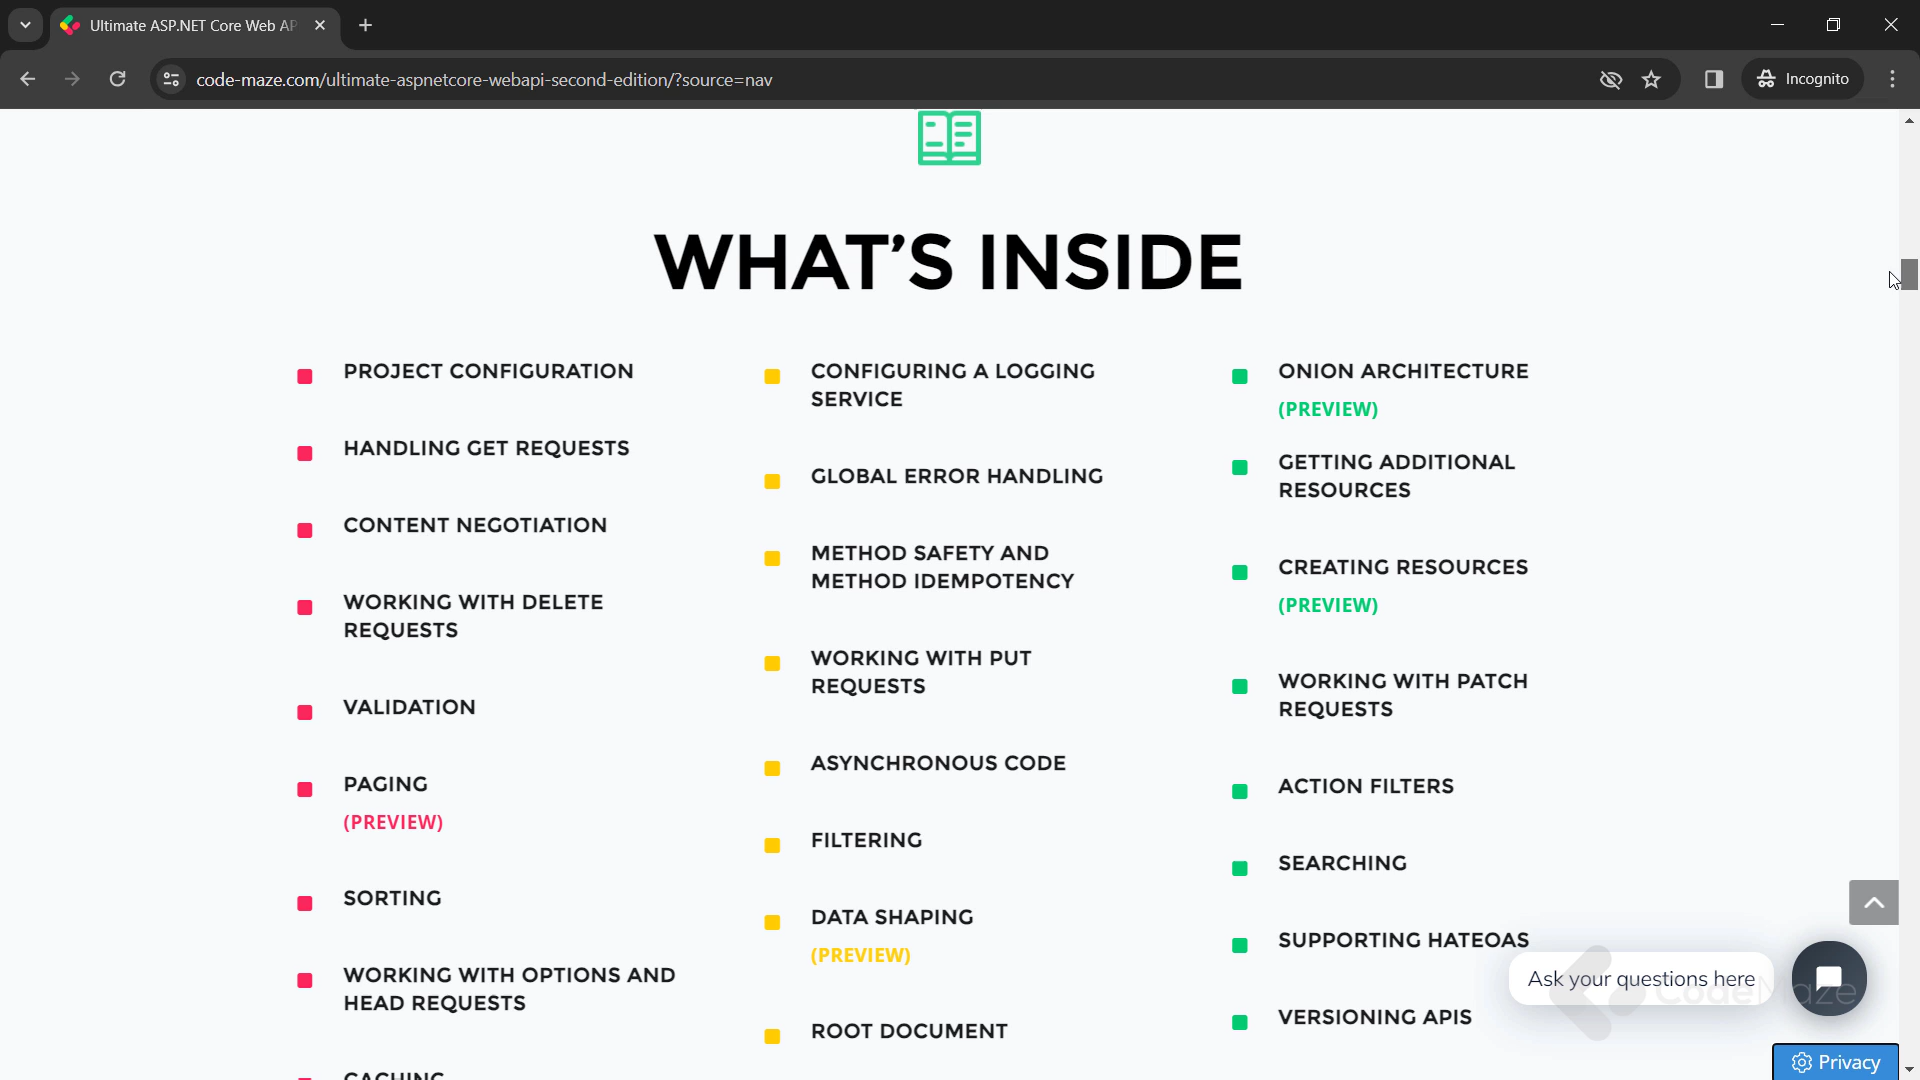 Ultimate ASP.NET Core Web AP
code-maze.com/ultimate-aspnetcore-webapi-second-edition/?source=nav
Incognito
WHAT'S INSIDE
PROJECT CONFIGURATION
HANDLING GET REQUESTS
CONTENT NEGOTIATION
WORKING WITH DELETE
REQUESTS
VALIDATION
PAGING
(PREVIEW)
SORTING
WORKING WITH OPTIONS AND
HEAD REQUESTS
CACHING
CONFIGURING A LOGGING
SERVICE
GLOBAL ERROR HANDLING
METHOD SAFETY AND
METHOD IDEMPOTENCY
WORKING WITH PUT
REQUESTS
ASYNCHRONOUS CODE
FILTERING
DATA SHAPING
(PREVIEW)
ROOT DOCUMENT
ONION ARCHITECTURE
(PREVIEW)
GETTING ADDITIONAL
RESOURCES
CREATING RESOURCES
(PREVIEW)
WORKING WITH PATCH
REQUESTS
ACTION FILTERS
SEARCHING
SUPPORTING HATEOAS
VERSIONING APIS
Ask your questions here
CodeMaze
Privacy